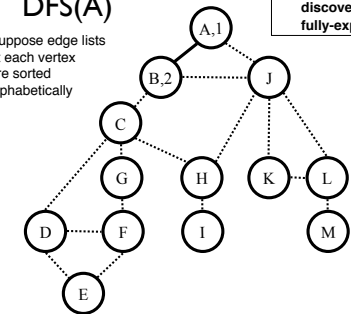 DFS(A)
discove
fully-exp
uppose edge lists
t each vertex
re sorted
phabetically
A,1
B,2
J
C
G
H
K
L
D
F
I
M
E